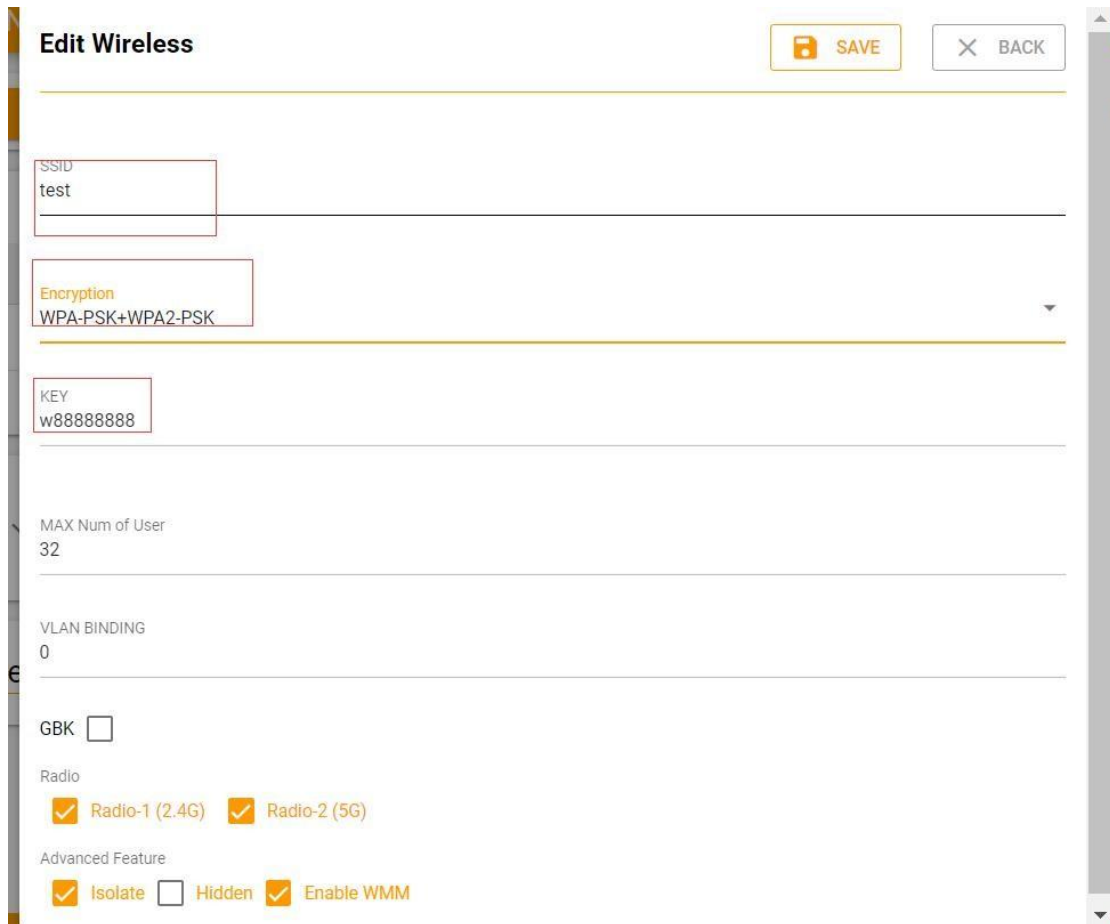 Edit Wireless
SAVE
BACK
SSID
test
Encryption
WPA-PSK+WPA2-PSK
KEY
w88888888
MAX Num of User
32
VLAN BINDING
0
GBK
Radio
Radio-1 (2.4G) Radio-2 (5G)
Advanced Feature
Isolate Hidden Enable WMM